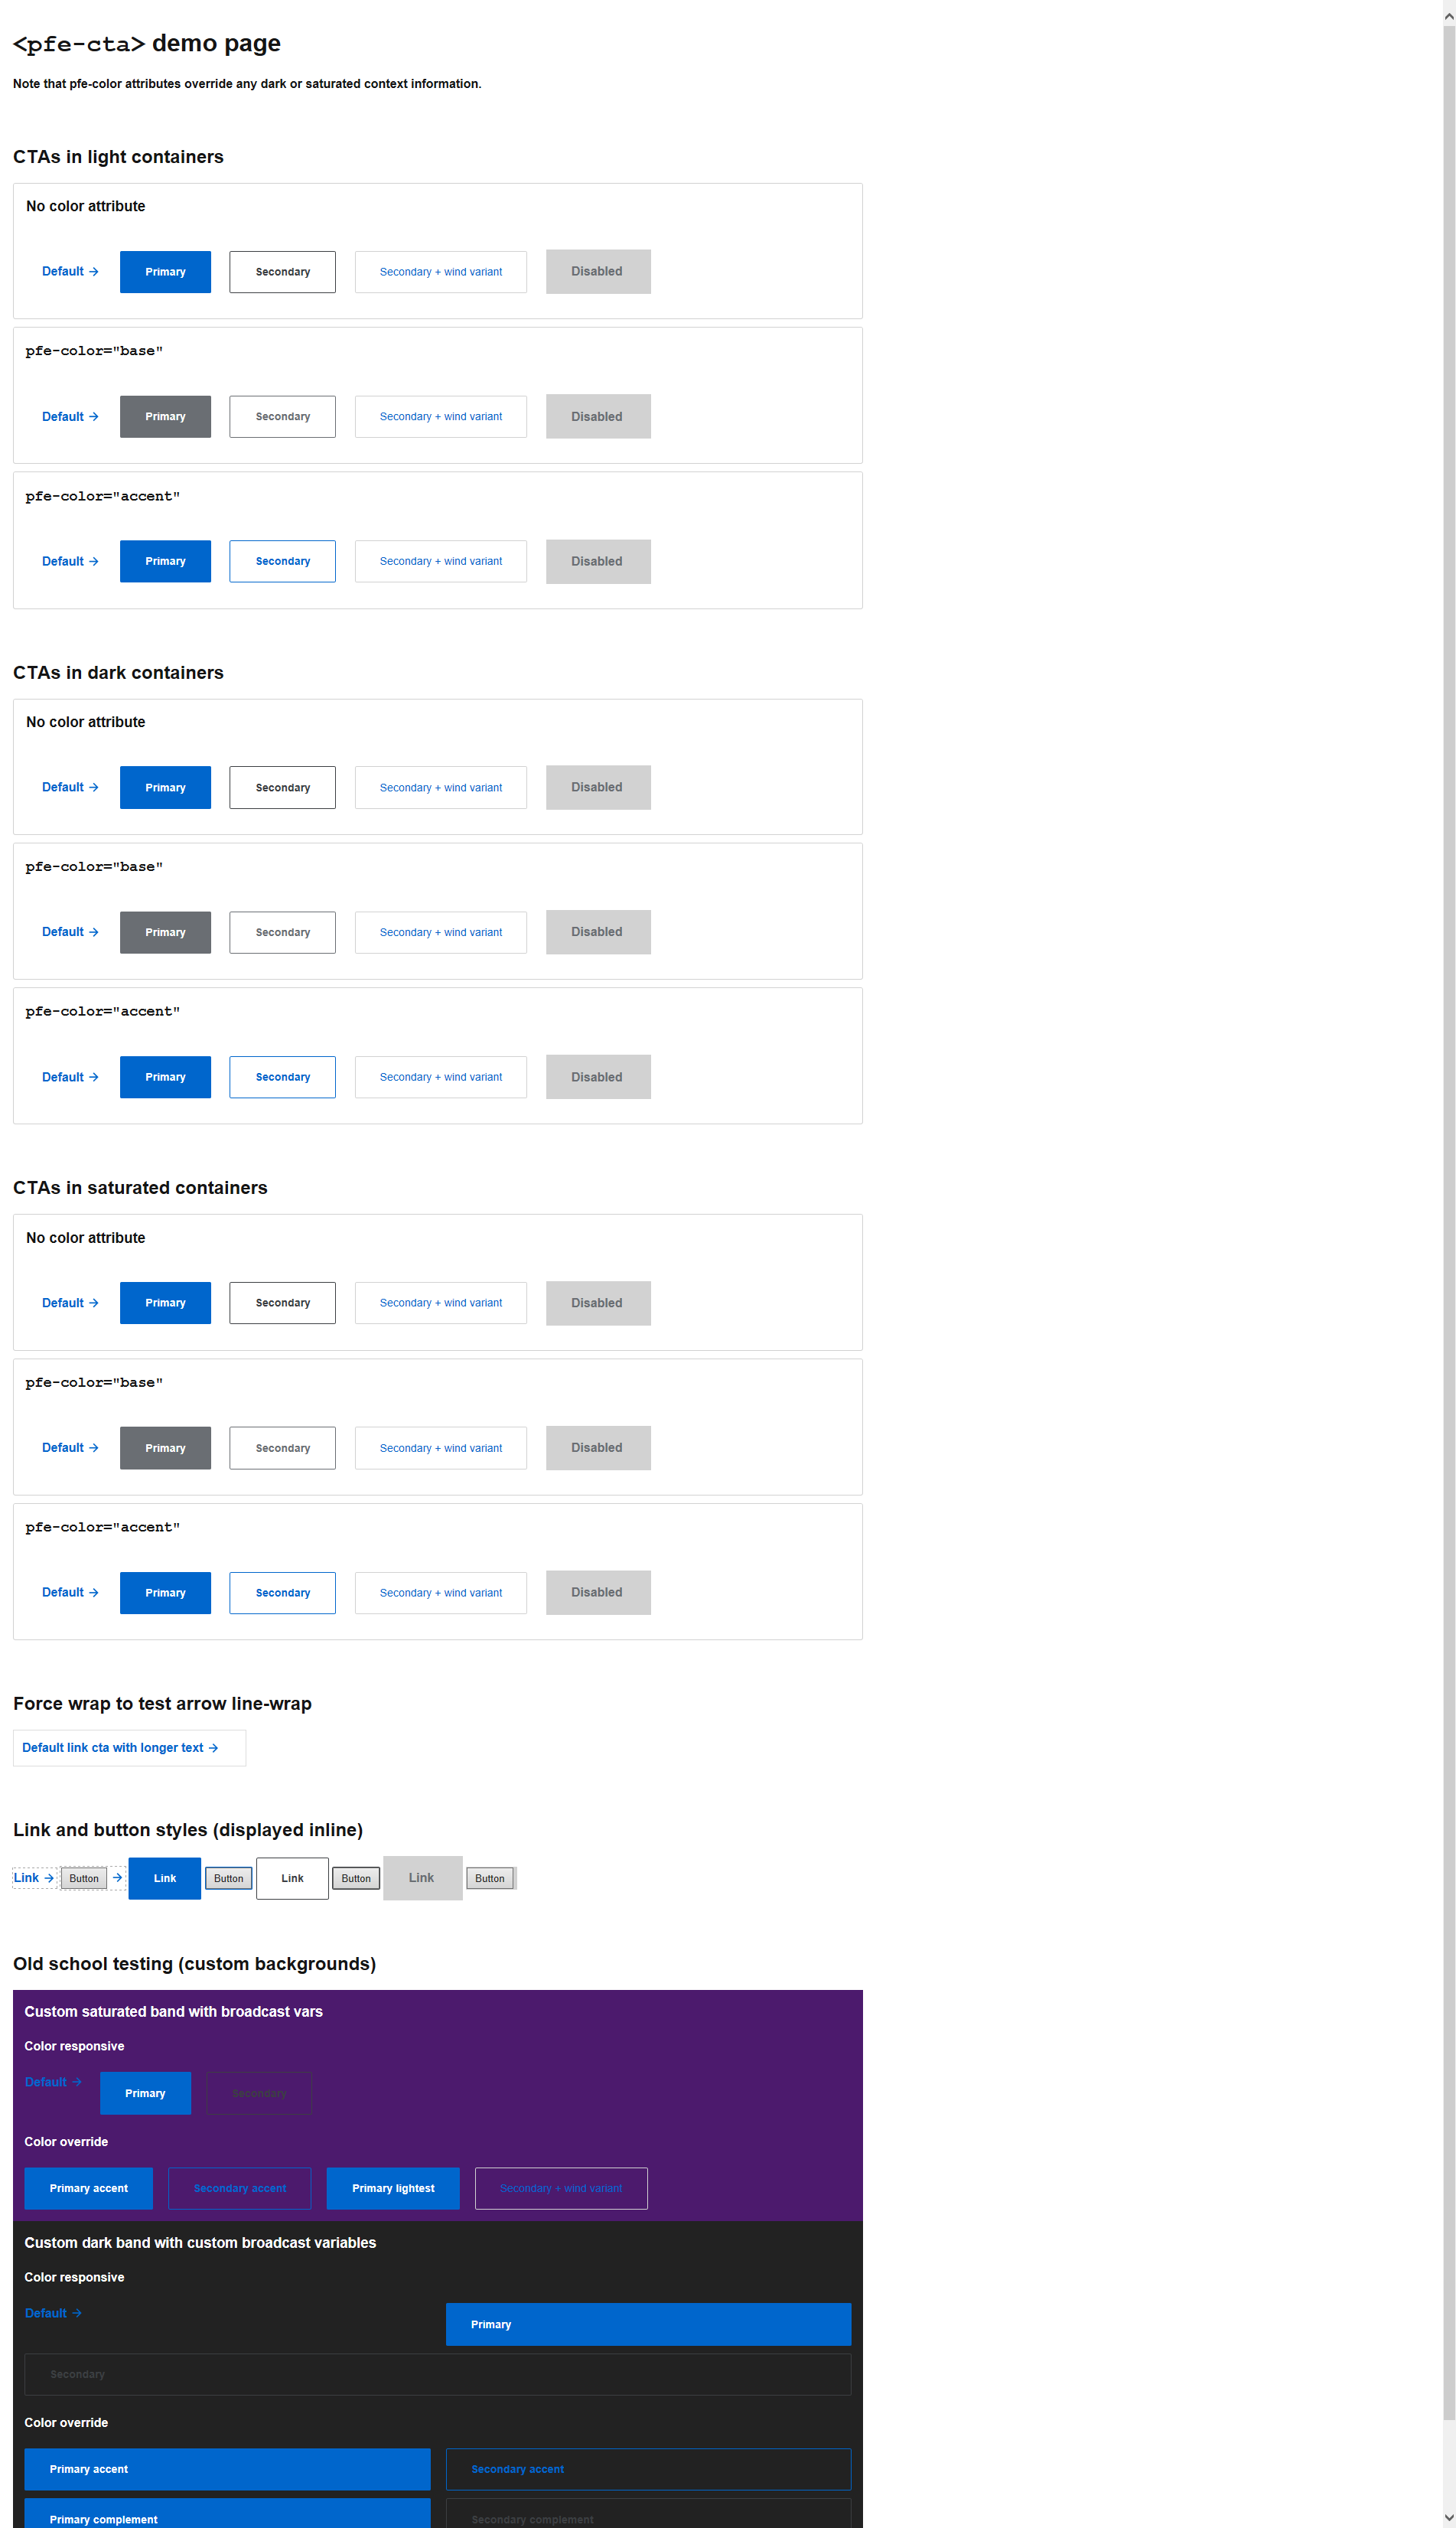 <pfe-cta> demo page
Note that pfe-color attributes override any dark or saturated context information.
CTAs in light containers
No color attribute
Default → Primary Secondary Secondary + wind variant Disabled
pfe-color="base"
Default → Primary Secondary Secondary + wind variant Disabled
pfe-color="accent"
Default → Primary Secondary Secondary + wind variant Disabled
CTAs in dark containers
No color attribute
Default → Primary Secondary Secondary + wind variant Disabled
pfe-color="base"
Default → Primary Secondary Secondary + wind variant Disabled
pfe-color="accent"
Default → Primary Secondary Secondary + wind variant Disabled
CTAs in saturated containers
No color attribute
Default → Primary Secondary Secondary + wind variant Disabled
pfe-color="base"
Default → Primary Secondary Secondary + wind variant Disabled
pfe-color="accent"
Default → Primary Secondary Secondary + wind variant Disabled
Force wrap to test arrow line-wrap
Default link cta with longer text →
Link and button styles (displayed inline)
Link → Button → Link Button Link Button Link Button
Old school testing (custom backgrounds)
Custom saturated band with broadcast vars
Color responsive
Default → Primary Secondary
Color override
Primary accent Secondary accent Primary lightest Secondary + wind variant
Custom dark band with custom broadcast variables
Color responsive
Default → Primary
Secondary
Color override
Primary accent Secondary accent
Primary complement Secondary complement